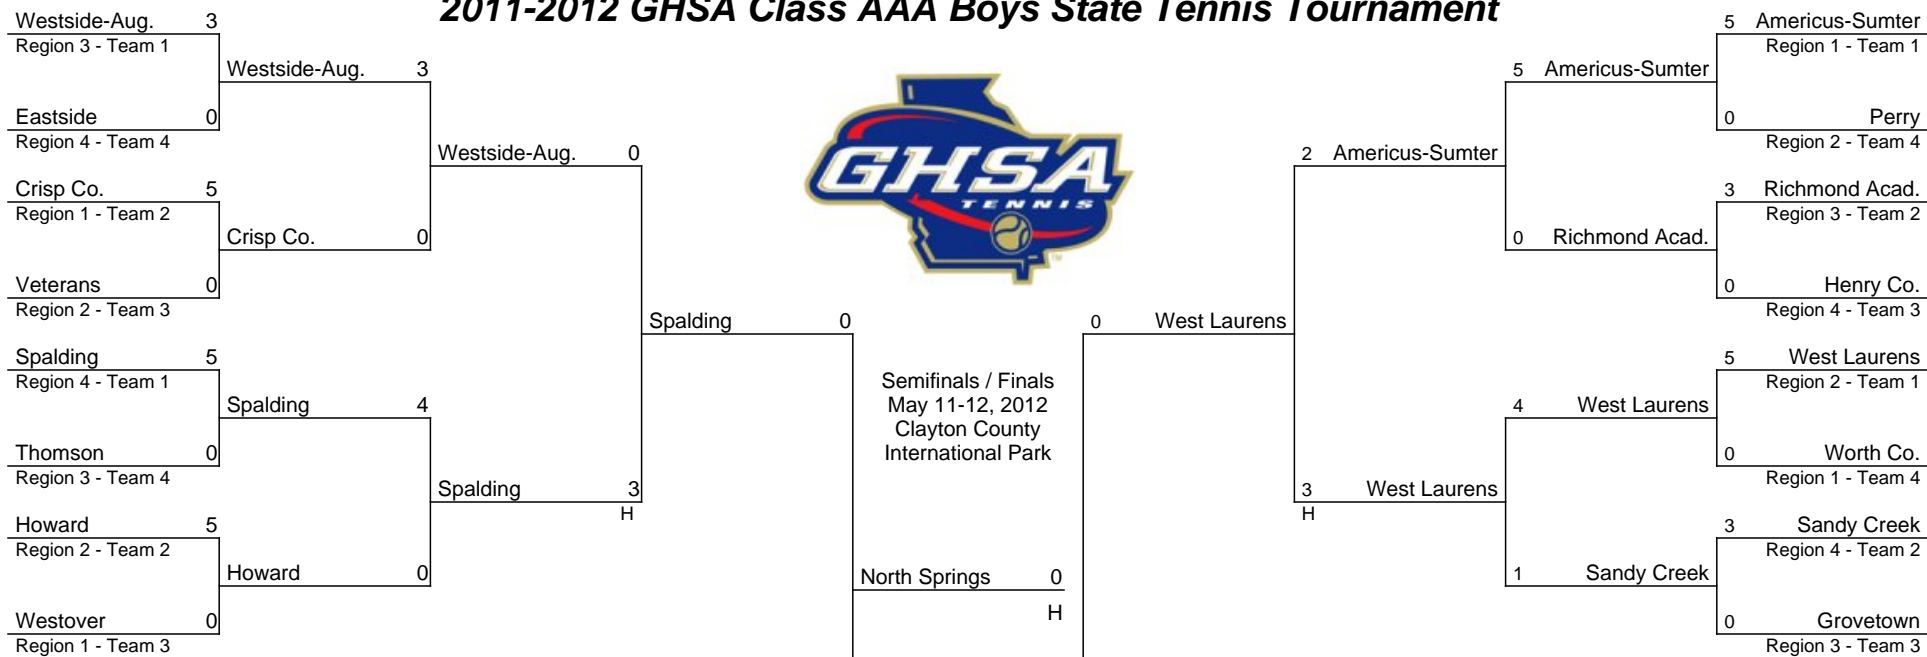 2011-2012 GHSA Class AAA Boys State Tennis Tournament
Westside-Aug. 3
Region 3 - Team 1
Eastside 0
Region 4 - Team 4
Crisp Co. 5
Region 1 - Team 2
Veterans 0
Region 2 - Team 3
Spalding 5
Region 4 - Team 1
Thomson 0
Region 3 - Team 4
Howard 5
Region 2 - Team 2
Westover 0
Region 1 - Team 3
Westside-Aug. 3
Crisp Co. 0
Spalding 4
Howard 0
Westside-Aug. 0
Spalding 3
H
Spalding 0
GHSA
TENNIS
TM
Semifinals / Finals
May 11-12, 2012
Clayton County
International Park
North Springs 0
H
0 West Laurens
2 Americus-Sumter
3 West Laurens
H
5 Americus-Sumter
0 Richmond Acad.
4 West Laurens
1 Sandy Creek
5 Americus-Sumter
Region 1 - Team 1
0 Perry
Region 2 - Team 4
3 Richmond Acad.
Region 3 - Team 2
0 Henry Co.
Region 4 - Team 3
5 West Laurens
Region 2 - Team 1
0 Worth Co.
Region 1 - Team 4
3 Sandy Creek
Region 4 - Team 2
0 Grovetown
Region 3 - Team 3